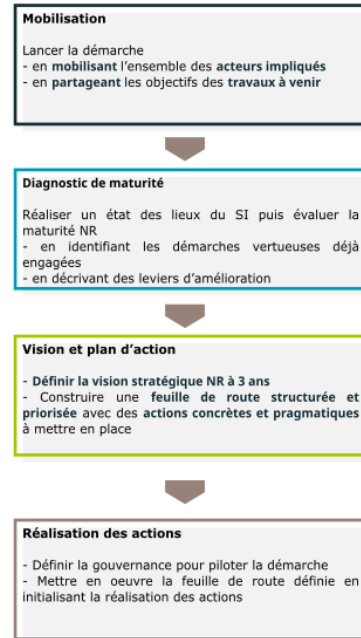 Mobilisation
Lancer la démarche
- en mobilisant l’ensemble des acteurs impliqués
- en partageant les objectifs des travaux à venir
Diagnostic de maturité
Réaliser un état des lieux du SI puis évaluer la
maturité NR
- en identifiant les démarches vertueuses déjà
engagées
- en décrivant des leviers d’amélioration
Vision et plan d’action
- Définir la vision stratégique NR à 3 ans
- Construire une feuille de route structurée et
priorisée avec des actions concrètes et pragmatiques
à mettre en place
Réalisation des actions
- Définir la gouvernance pour piloter la démarche
- Mettre en oeuvre la feuille de route définie en
initialisant la réalisation des actions